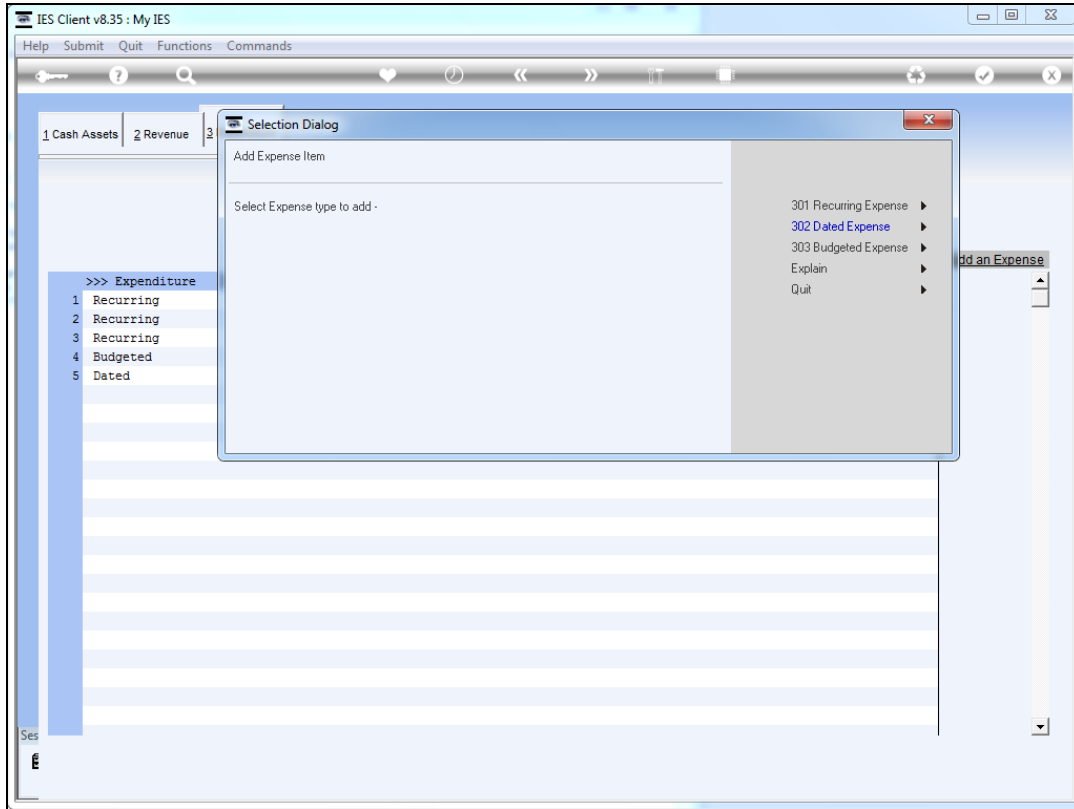 IES Client v8.35 : My IES
Help Submit Quit Functions Commands
1 Cash Assets
2 Revenue
3
Selection Dialog
Add Expense Item
Select Expense type to add -
301 Recurring Expense
302 Dated Expense
303 Budgeted Expense
Explain
Quit
dd an Expense
>>> Expenditure
1 Recurring
2 Recurring
3 Recurring
4 Budgeted
5 Dated
Ses